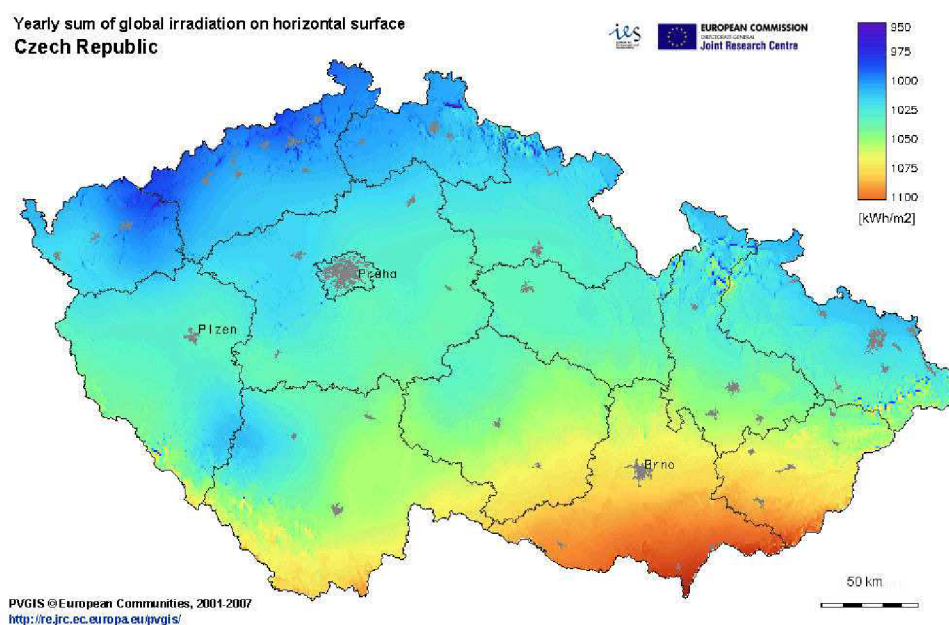 Yearly sum of global irradiation on horizontal surface
Czech Republic
ies
EUROPEAN COMMISSION
DIRECTORATE-GENERAL
Joint Research Centre
950
975
1000
1025
1050
1075
1100
[kWh/m2]
Praha
Plzen
Brno
50 km
PVGIS © European Communities, 2001-2007
http://re.jrc.ec.europa.eu/pvgis/